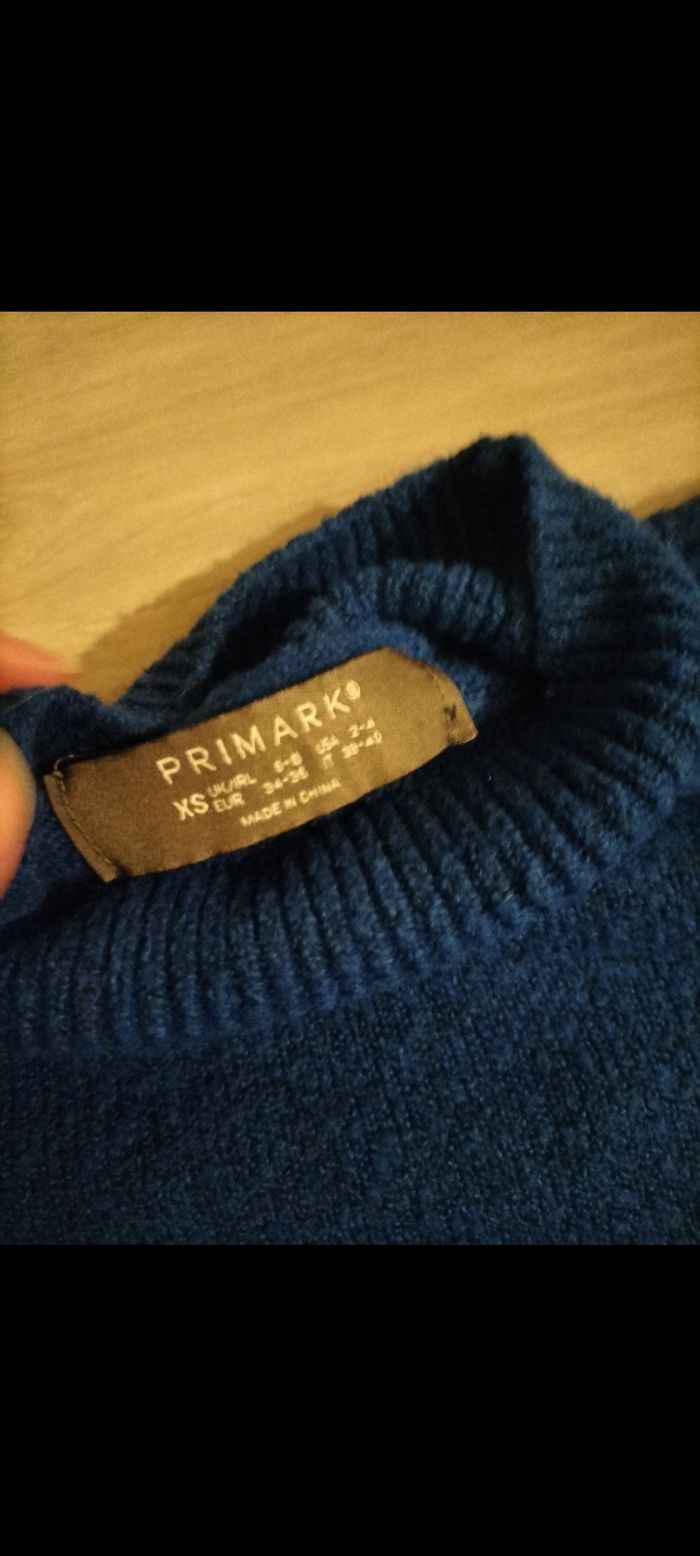 PRIMARK®
XS UK/IRL 6-8 USA 2-4
EUR 34-36 IT 38-40
MADE IN CHINA